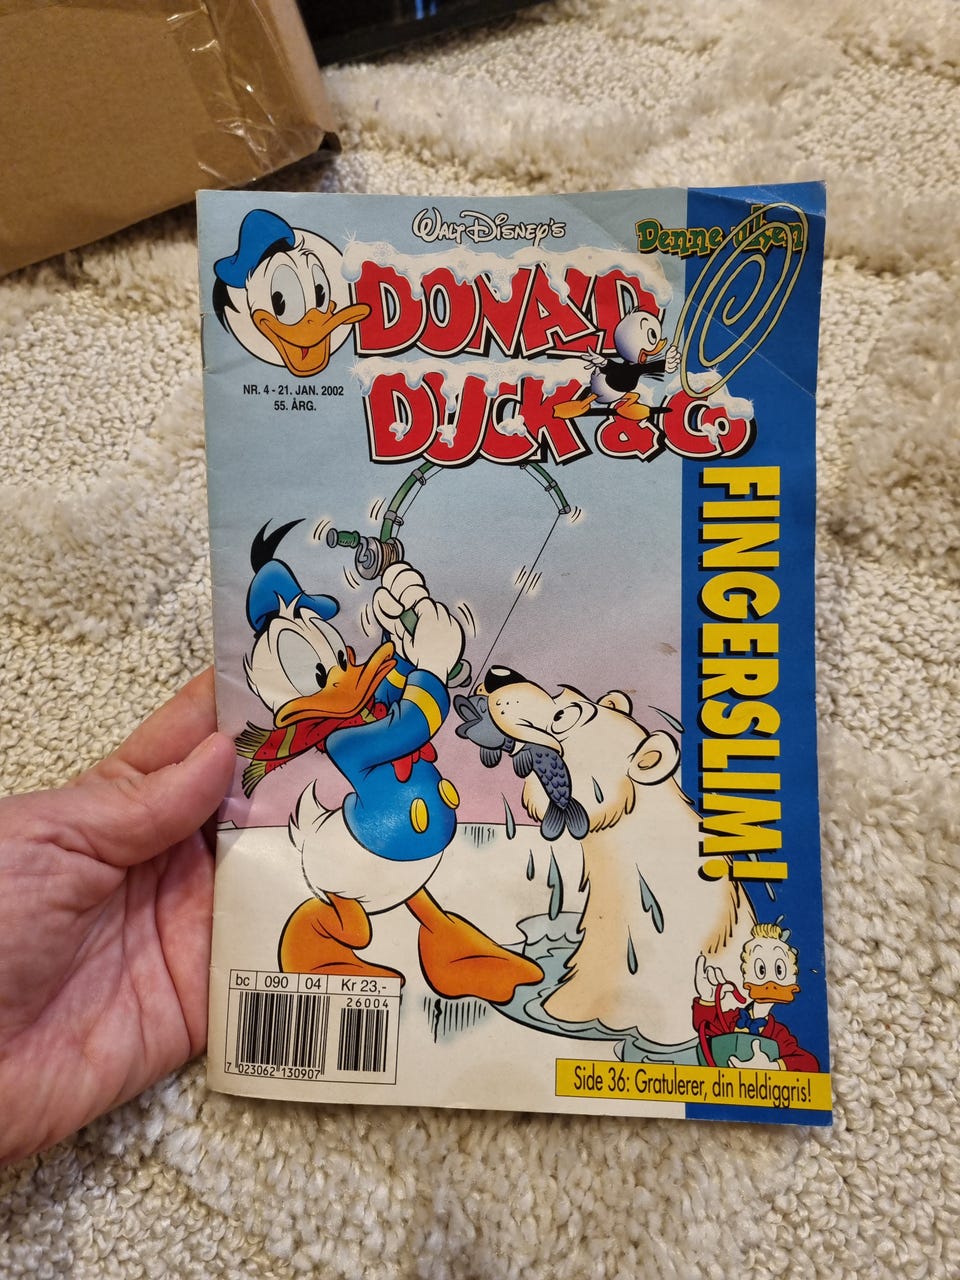 Walt Disney's
Denne uken
DONALD
DUCK & Co
NR. 4 - 21. JAN. 2002
55. ÅRG.
FINGERSLIM!
bc 090 04 Kr 23,-
26004
7 023062 130907
Side 36: Gratulerer, din heldiggris!